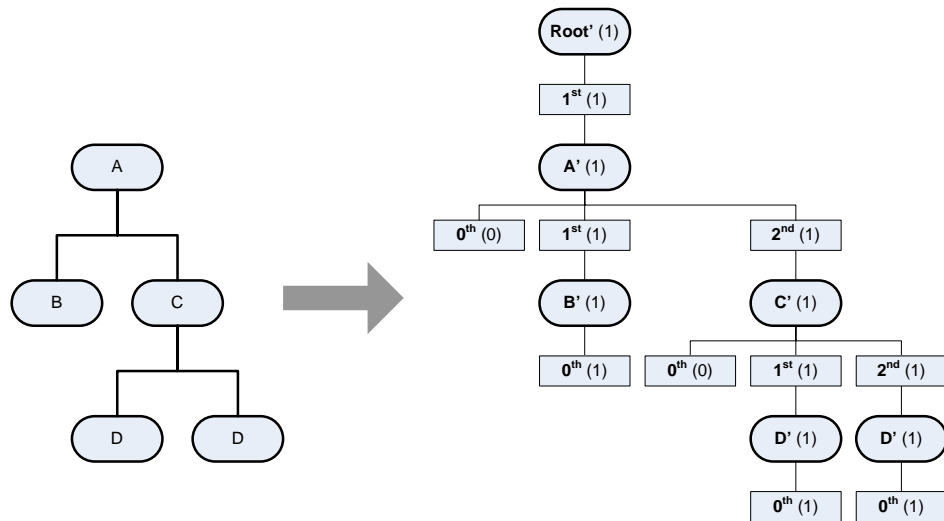 A
B
C
D
D
Root’ (1)
1st (1)
A’ (1)
0th (0)
1st (1)
2nd (1)
B’ (1)
C’ (1)
0th (1)
0th (0)
1st (1)
2nd (1)
D’ (1)
D’ (1)
0th (1)
0th (1)